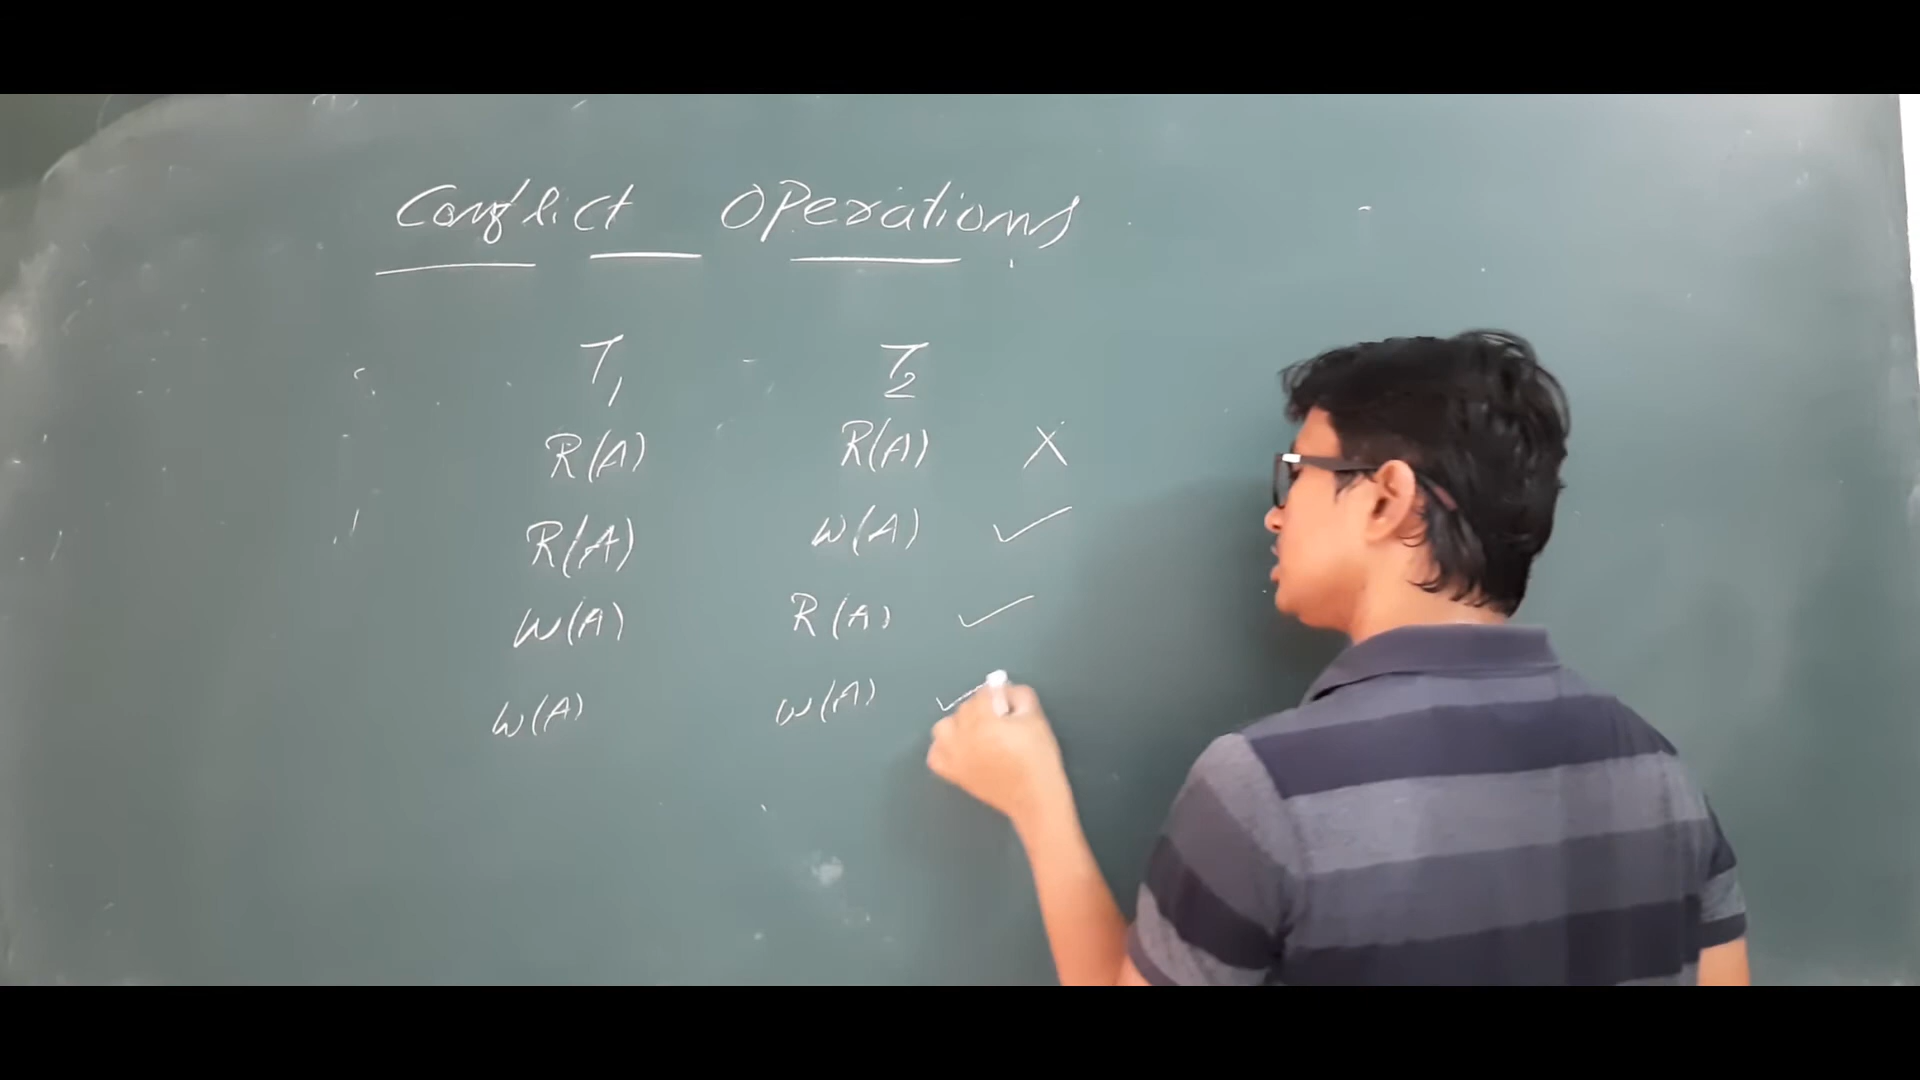 Conflict Operations
T1 T2
R(A) R(A) X
R(A) W(A) ✓
W(A) R(A) ✓
W(A) W(A) ✓